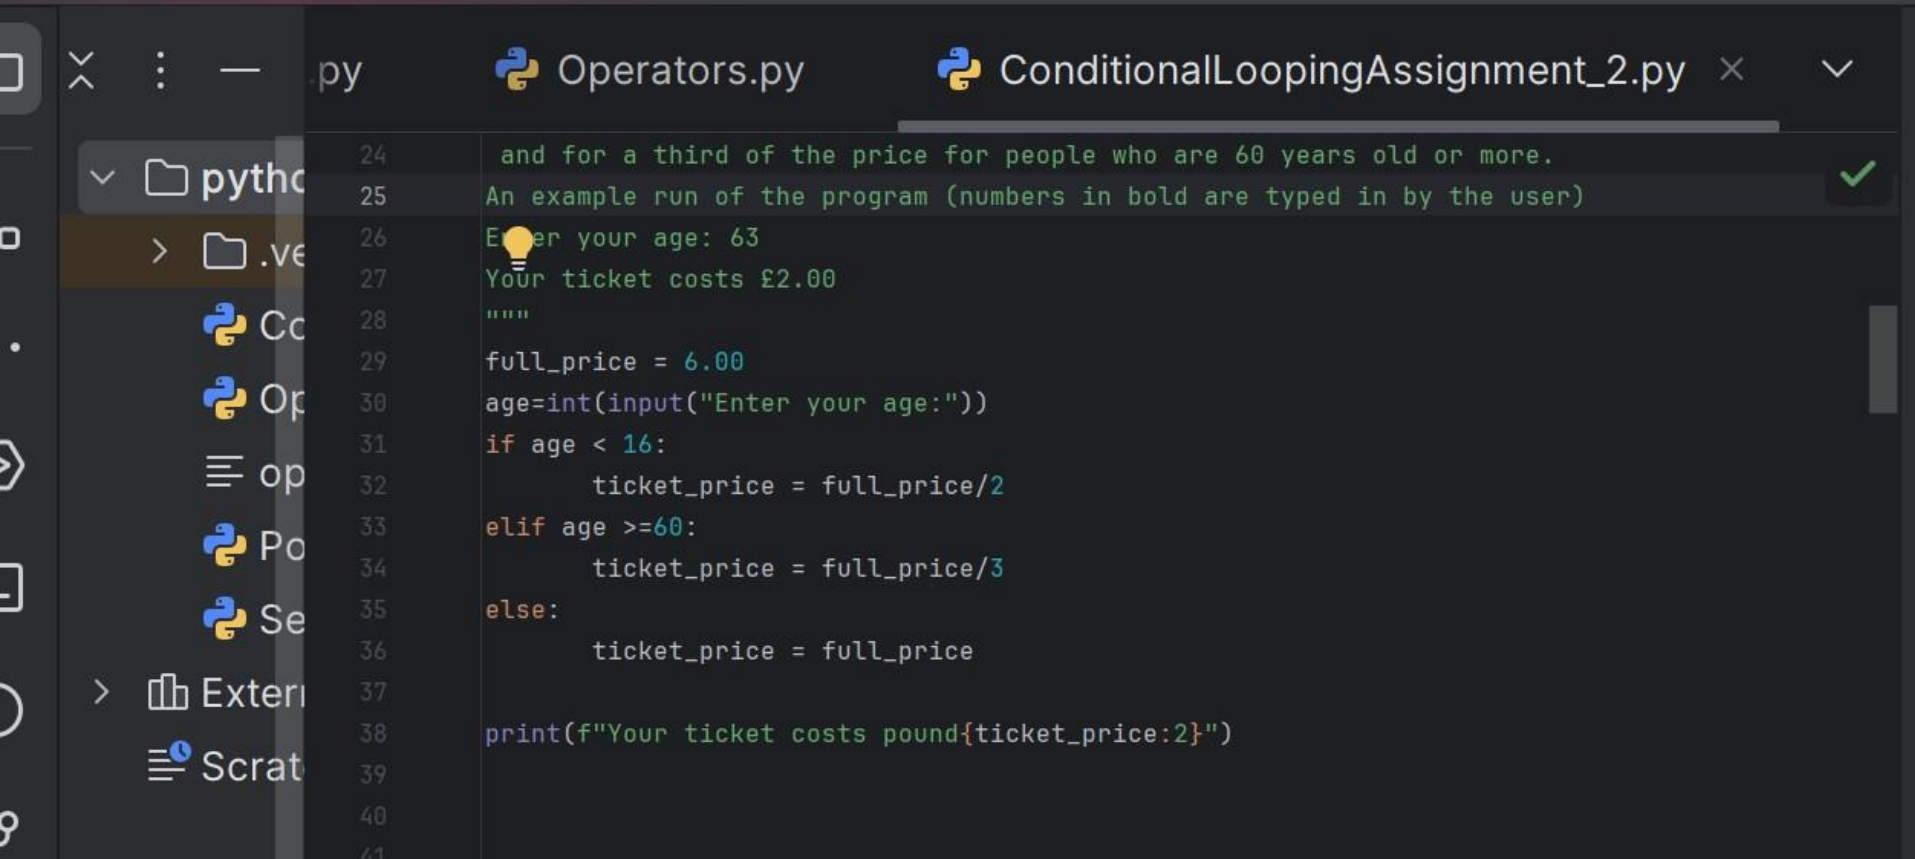 .py
Operators.py
ConditionalLoopingAssignment_2.py
pytho
.ve
Co
Op
op
Po
Se
Extern
Scrat
24 and for a third of the price for people who are 60 years old or more.
25 An example run of the program (numbers in bold are typed in by the user)
26 Enter your age: 63
27 Your ticket costs £2.00
28 """
29 full_price = 6.00
30 age=int(input("Enter your age:"))
31 if age < 16:
32 ticket_price = full_price/2
33 elif age >=60:
34 ticket_price = full_price/3
35 else:
36 ticket_price = full_price
37
38 print(f"Your ticket costs pound{ticket_price:2}")
39
40
41